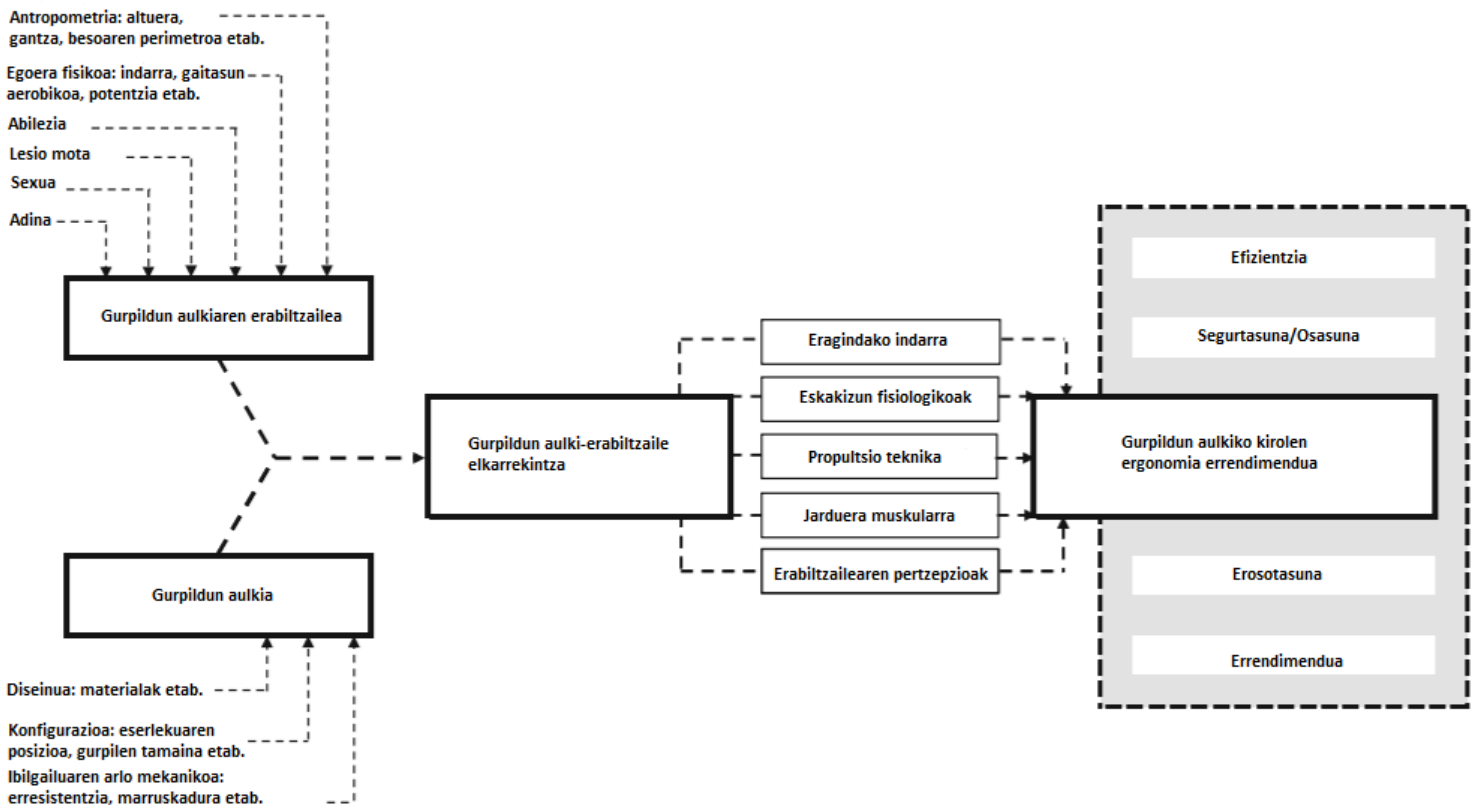 Antropometria: altuera,
gantza, besoaren perimetroa etab.
Egoera fisikoa: indarra, gaitasun
aerobikoa, potentzia etab.
Abilezia
Lesio mota
Sexua
Adina
Gurpildun aulkiaren erabiltzailea
Gurpildun aulkia
Diseinua: materialak etab.
Konfigurazioa: eserlekuaren
posizioa, gurpilen tamaina etab.
Ibilgailuaren arlo mekanikoa:
erresistentzia, marruskadura etab.
Gurpildun aulki-erabiltzaile
elkarrekintza
Eragindako indarra
Eskakizun fisiologikoak
Propultsio teknika
Jarduera muskularra
Erabiltzailearen pertzepzioak
Efizientzia
Segurtasuna/Osasuna
Gurpildun aulkiko kirolen
ergonomia errendimendua
Erosotasuna
Errendimendua